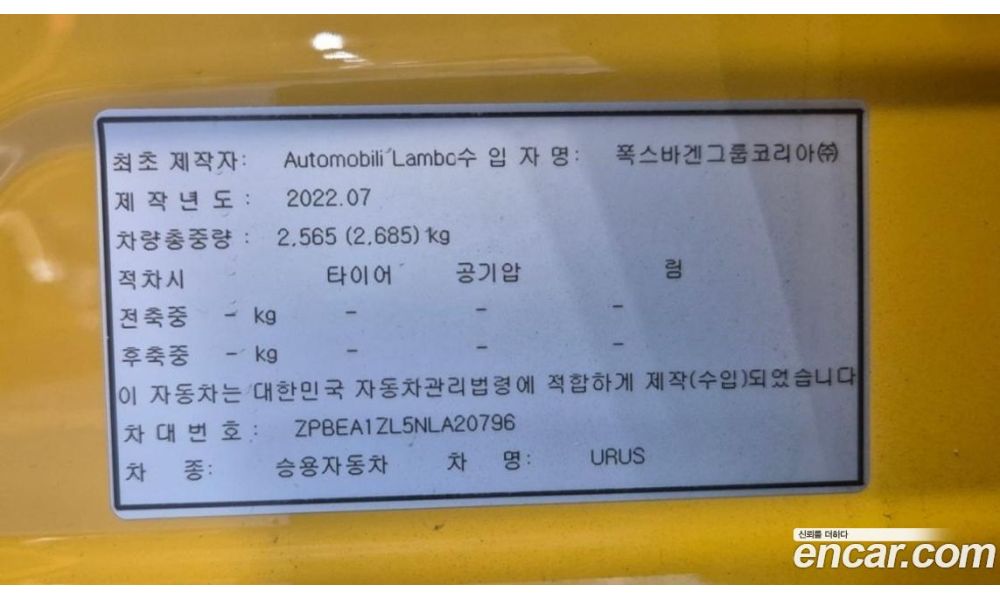 최초 제작자: Automobili Lambo수 입 자 명: 폭스바겐그룹코리아㈜
제 작 년 도 : 2022.07
차량총중량 : 2,565 (2,685) kg
적차시 타이어 공기압 림
전축중 - kg - - -
후축중 - kg - - -
이 자동차는 대한민국 자동차관리법령에 적합하게 제작(수입)되었습니다
차 대 번 호 : ZPBEA1ZL5NLA20796
차 종: 승용자동차 차 명: URUS
신뢰를 더하다
encar.com